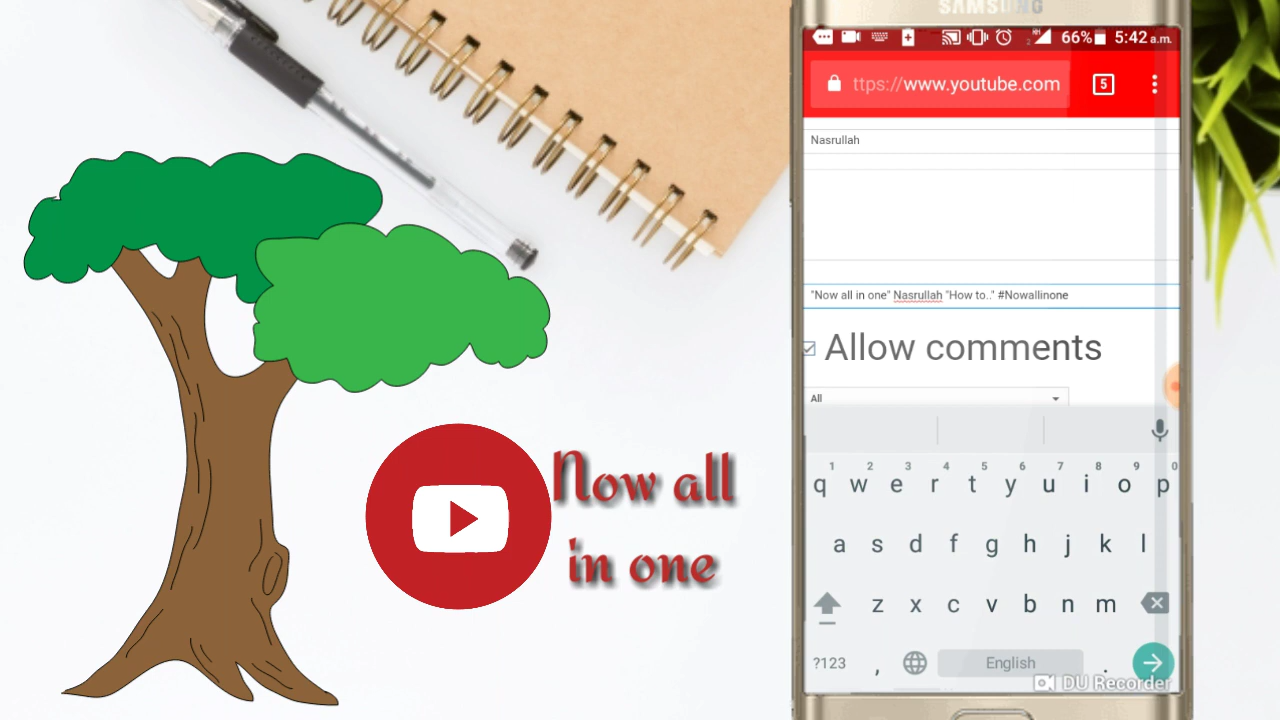 Now all
in one
SAMSUNG
66% 5:42 a.m.
ttps://www.youtube.com 5
Nasrullah
"Now all in one" Nasrullah "How to.." #Nowallinone
Allow comments
All
1 2 3 4 5 6 7 8 9 0
q w e r t y u i o p
a s d f g h j k l
z x c v b n m
?123 , English .
DU Recorder